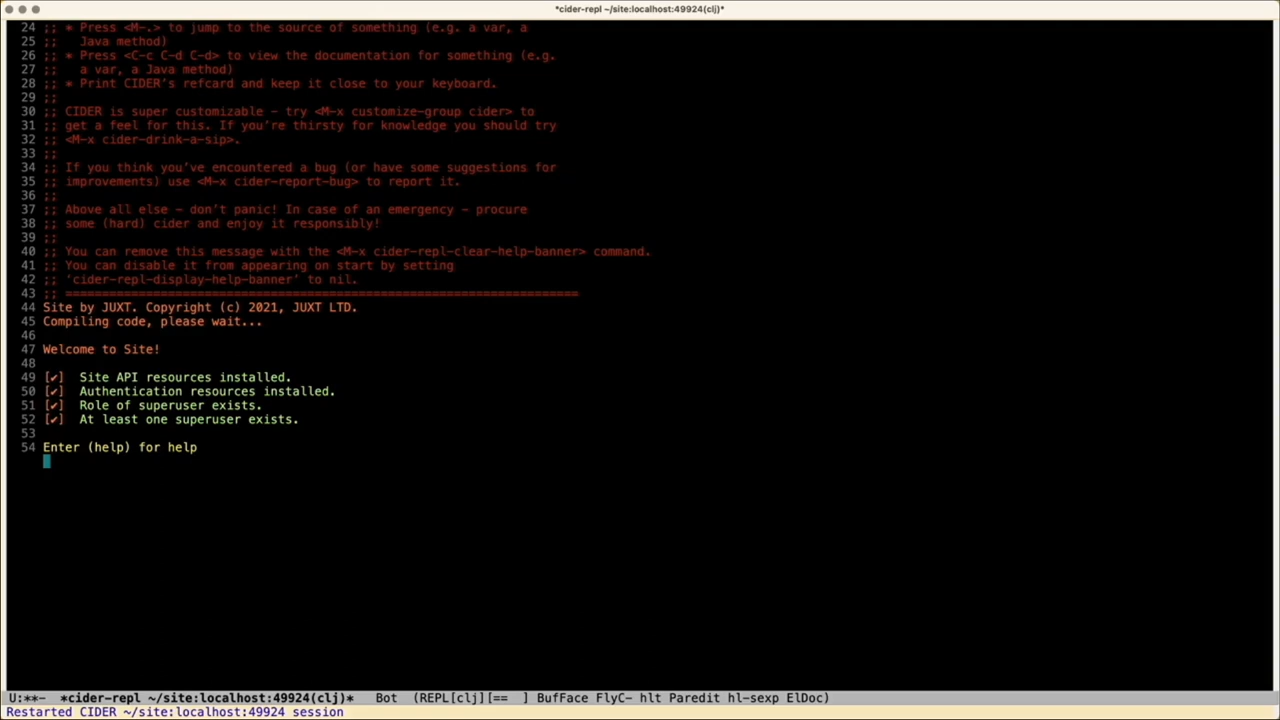 *cider-repl ~/site:localhost:49924(clj)*
24 ;; * Press <M-.> to jump to the source of something (e.g. a var, a
25 ;;   Java method)
26 ;; * Press <C-c C-d C-d> to view the documentation for something (e.g.
27 ;;   a var, a Java method)
28 ;; * Print CIDER's refcard and keep it close to your keyboard.
29 ;;
30 ;; CIDER is super customizable – try <M-x customize-group cider> to
31 ;; get a feel for this. If you're thirsty for knowledge you should try
32 ;; <M-x cider-drink-a-sip>.
33 ;;
34 ;; If you think you've encountered a bug (or have some suggestions for
35 ;; improvements) use <M-x cider-report-bug> to report it.
36 ;;
37 ;; Above all else – don't panic! In case of an emergency – procure
38 ;; some (hard) cider and enjoy it responsibly!
39 ;;
40 ;; You can remove this message with the <M-x cider-repl-clear-help-banner> command.
41 ;; You can disable it from appearing on start by setting
42 ;; 'cider-repl-display-help-banner' to nil.
43 ;; ======================================================================
44 Site by JUXT. Copyright (c) 2021, JUXT LTD.
45 Compiling code, please wait...
46
47 Welcome to Site!
48
49 [✔]  Site API resources installed.
50 [✔]  Authentication resources installed.
51 [✔]  Role of superuser exists.
52 [✔]  At least one superuser exists.
53
54 Enter (help) for help
U:**-  *cider-repl ~/site:localhost:49924(clj)*   Bot  (REPL[clj][==  ] BufFace FlyC- hlt Paredit hl-sexp ElDoc)
Restarted CIDER ~/site:localhost:49924 session